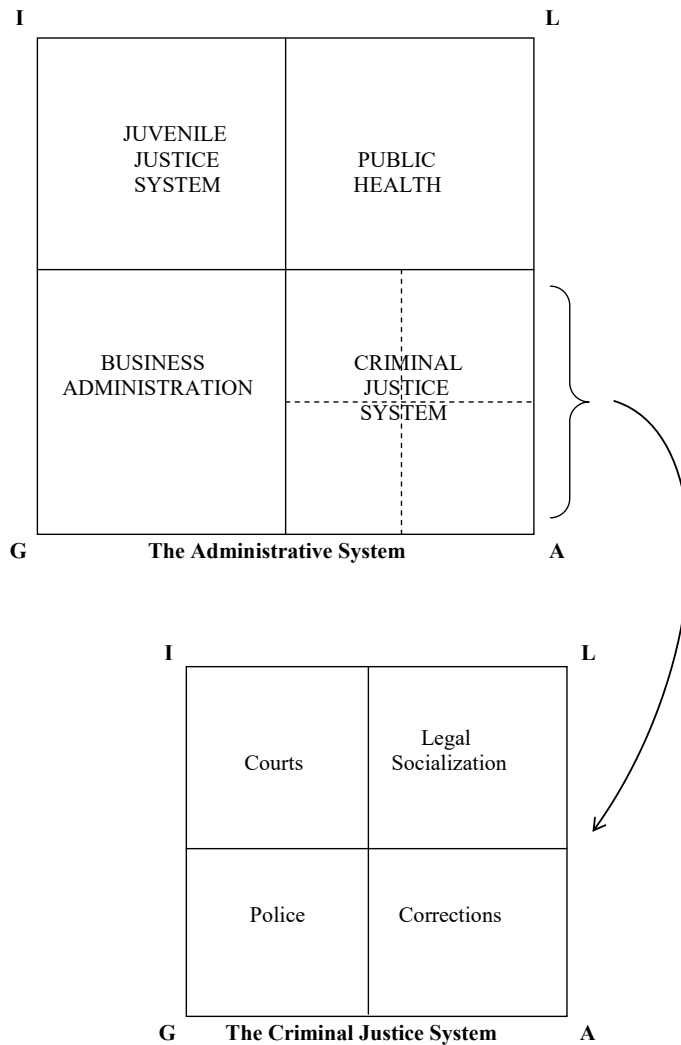 I L
JUVENILE
JUSTICE
SYSTEM
PUBLIC
HEALTH
BUSINESS
ADMINISTRATION
CRIMINAL
JUSTICE
SYSTEM
G The Administrative System A
I L
Courts
Legal
Socialization
Police
Corrections
G The Criminal Justice System A